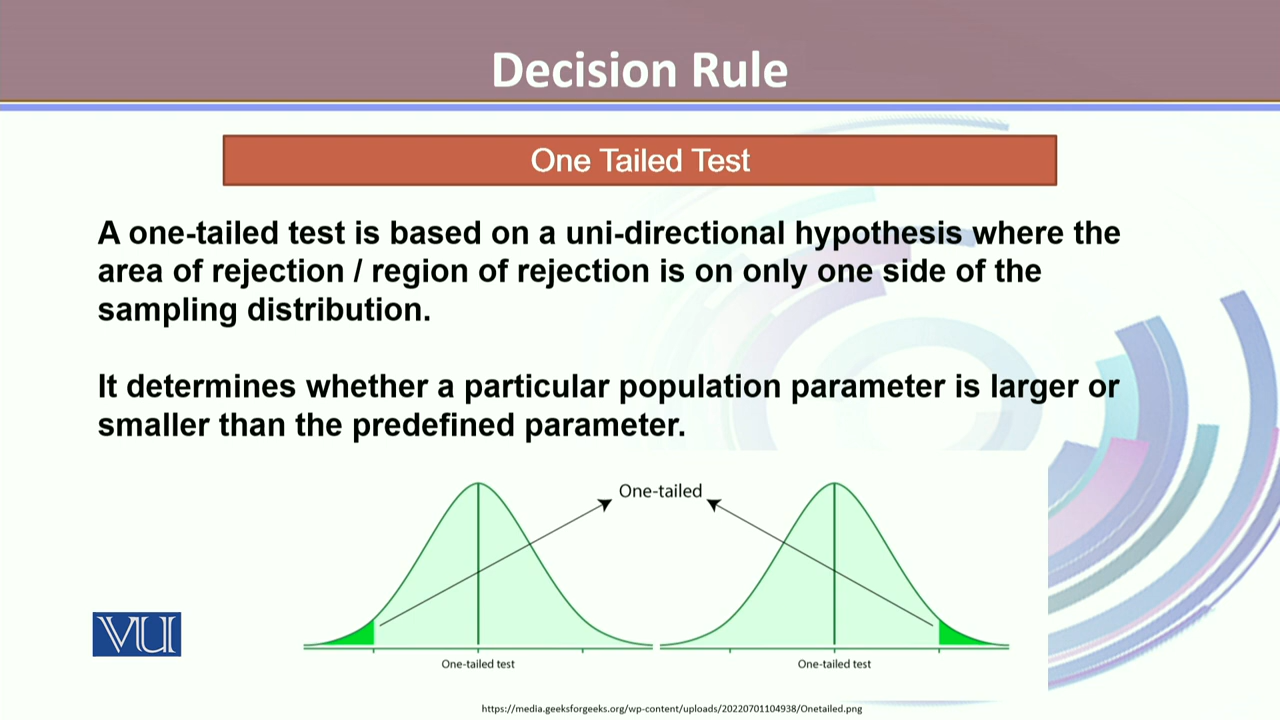 Decision Rule
One Tailed Test
A one-tailed test is based on a uni-directional hypothesis where the
area of rejection / region of rejection is on only one side of the
sampling distribution.
It determines whether a particular population parameter is larger or
smaller than the predefined parameter.
One-tailed
VU
One-tailed test
One-tailed test
https://media.geeksforgeeks.org/wp-content/uploads/20220701104938/Onetailed.png